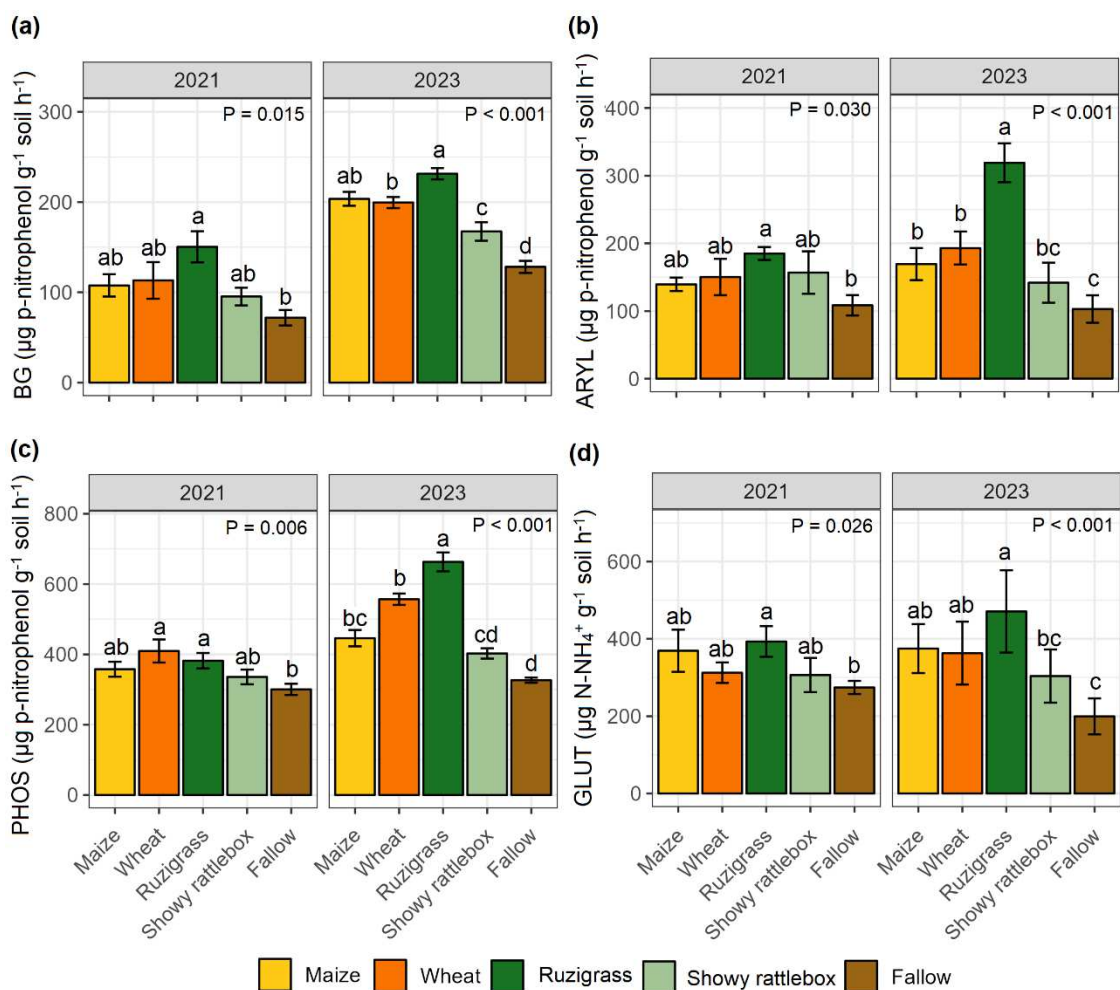 (a)
2021 2023
P = 0.015 P < 0.001
BG (µg p-nitrophenol g⁻¹ soil h⁻¹)
300
200
100
0
ab ab a ab b
ab b a c d
(b)
2021 2023
P = 0.030 P < 0.001
ARYL (µg p-nitrophenol g⁻¹ soil h⁻¹)
400
300
200
100
0
ab ab a ab b
b b a bc c
(c)
2021 2023
P = 0.006 P < 0.001
PHOS (µg p-nitrophenol g⁻¹ soil h⁻¹)
800
600
400
200
0
ab a a ab b
bc b a cd d
Maize Wheat Ruzigrass Showy rattlebox Fallow
Maize Wheat Ruzigrass Showy rattlebox Fallow
(d)
2021 2023
P = 0.026 P < 0.001
GLUT (µg N-NH₄⁺ g⁻¹ soil h⁻¹)
600
400
200
0
ab ab a ab b
ab ab a bc c
Maize Wheat Ruzigrass Showy rattlebox Fallow
Maize Wheat Ruzigrass Showy rattlebox Fallow
Maize Wheat Ruzigrass Showy rattlebox Fallow